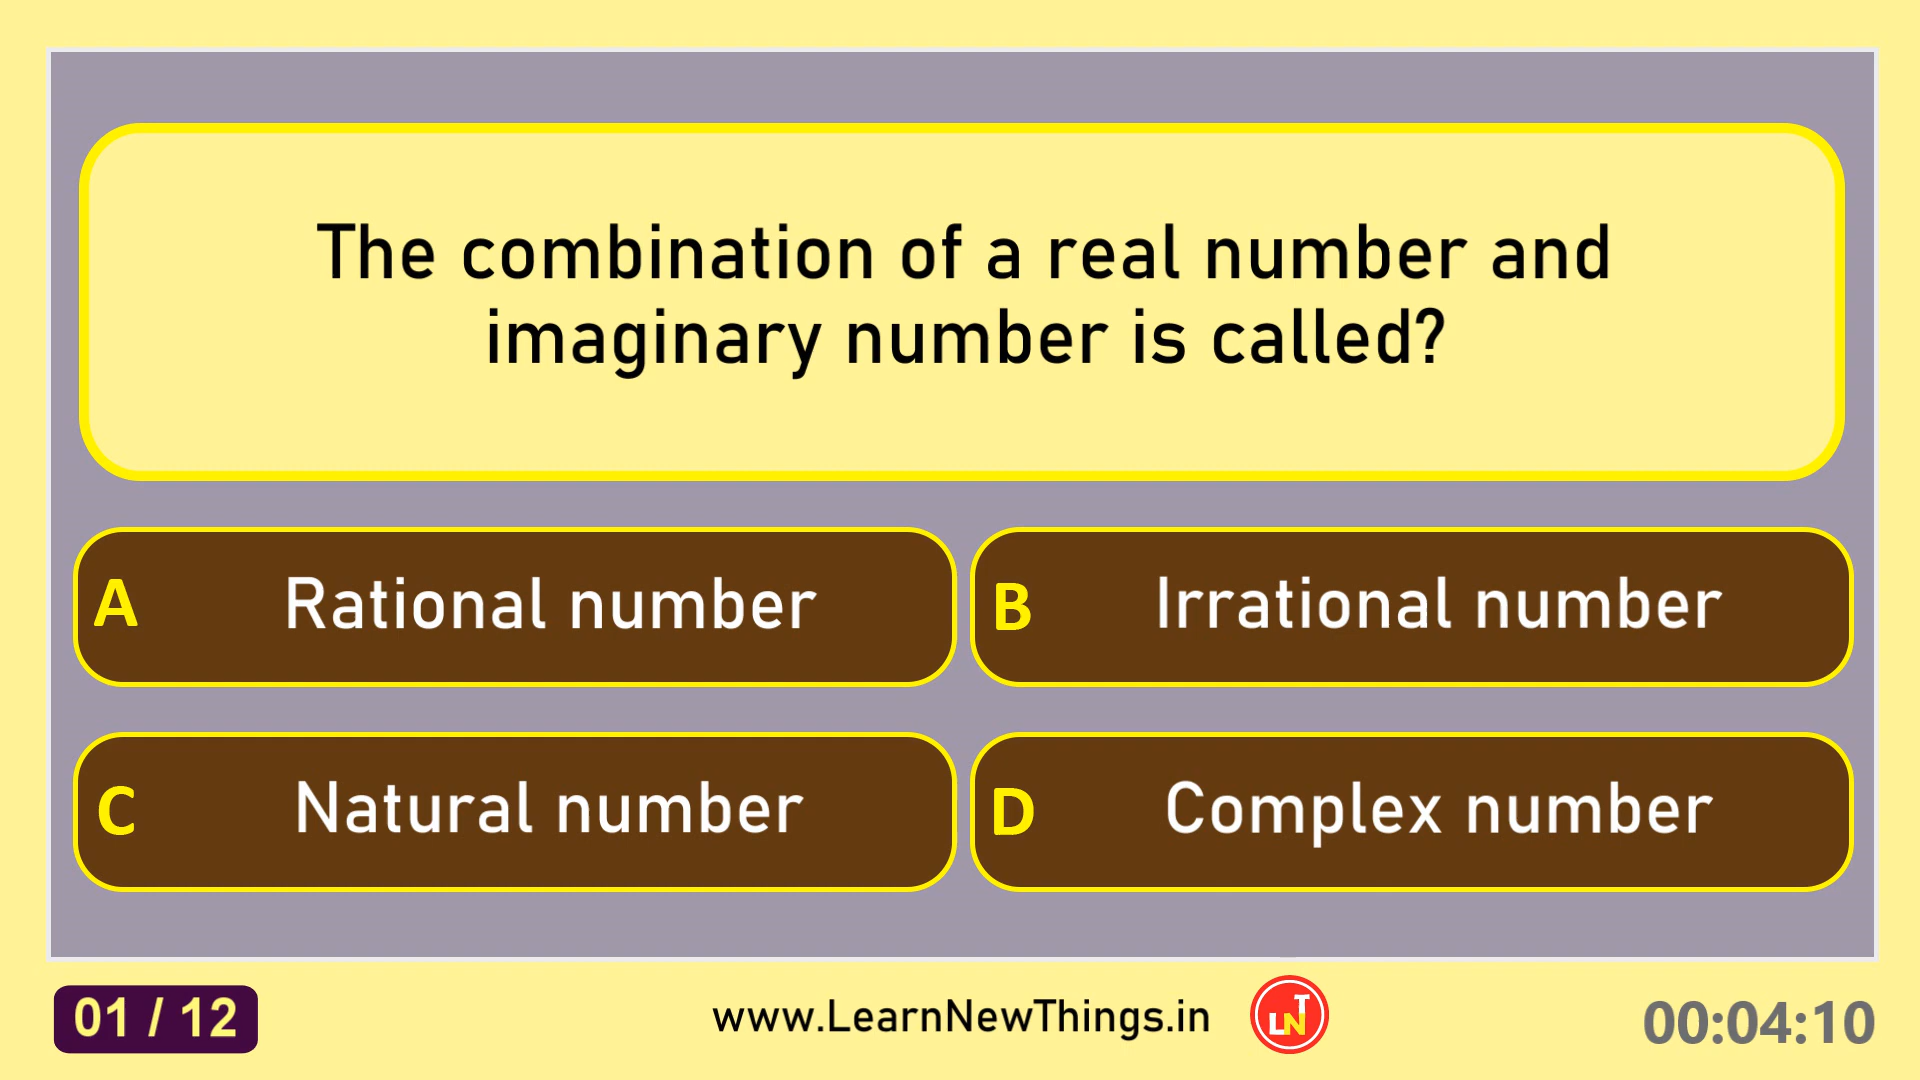 The combination of a real number and
imaginary number is called?
A Rational number
B Irrational number
C Natural number
D Complex number
01 / 12
www.LearnNewThings.in
LNT
00:04:10